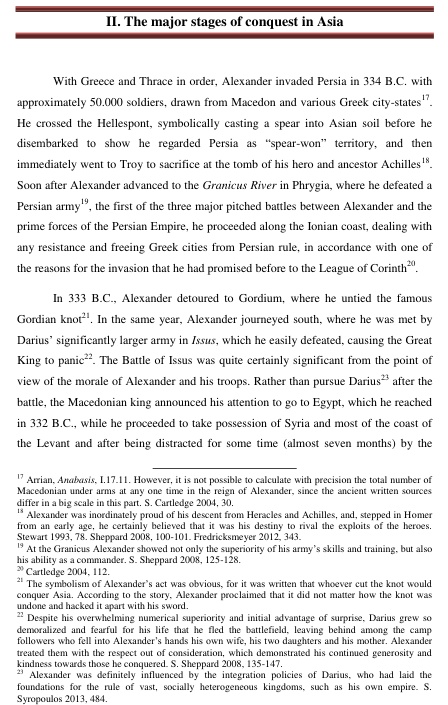 II. The major stages of conquest in Asia
With Greece and Thrace in order, Alexander invaded Persia in 334 B.C. with
approximately 50.000 soldiers, drawn from Macedon and various Greek city-states17.
He crossed the Hellespont, symbolically casting a spear into Asian soil before he
disembarked to show he regarded Persia as “spear-won” territory, and then
immediately went to Troy to sacrifice at the tomb of his hero and ancestor Achilles18.
Soon after Alexander advanced to the Granicus River in Phrygia, where he defeated a
Persian army19, the first of the three major pitched battles between Alexander and the
prime forces of the Persian Empire, he proceeded along the Ionian coast, dealing with
any resistance and freeing Greek cities from Persian rule, in accordance with one of
the reasons for the invasion that he had promised before to the League of Corinth20.
In 333 B.C., Alexander detoured to Gordium, where he untied the famous
Gordian knot21. In the same year, Alexander journeyed south, where he was met by
Darius’ significantly larger army in Issus, which he easily defeated, causing the Great
King to panic22. The Battle of Issus was quite certainly significant from the point of
view of the morale of Alexander and his troops. Rather than pursue Darius23 after the
battle, the Macedonian king announced his attention to go to Egypt, which he reached
in 332 B.C., while he proceeded to take possession of Syria and most of the coast of
the Levant and after being distracted for some time (almost seven months) by the
17 Arrian, Anabasis, I.17.11. However, it is not possible to calculate with precision the total number of
Macedonian under arms at any one time in the reign of Alexander, since the ancient written sources
differ in a big scale in this part. S. Cartledge 2004, 30.
18 Alexander was inordinately proud of his descent from Heracles and Achilles, and, stepped in Homer
from an early age, he certainly believed that it was his destiny to rival the exploits of the heroes.
Stewart 1993, 78. Sheppard 2008, 100-101. Fredricksmeyer 2012, 343.
19 At the Granicus Alexander showed not only the superiority of his army’s skills and training, but also
his ability as a commander. S. Sheppard 2008, 125-128.
20 Cartledge 2004, 112.
21 The symbolism of Alexander’s act was obvious, for it was written that whoever cut the knot would
conquer Asia. According to the story, Alexander proclaimed that it did not matter how the knot was
undone and hacked it apart with his sword.
22 Despite his overwhelming numerical superiority and initial advantage of surprise, Darius grew so
demoralized and fearful for his life that he fled the battlefield, leaving behind among the camp
followers who fell into Alexander’s hands his own wife, his two daughters and his mother. Alexander
treated them with the respect out of consideration, which demonstrated his continued generosity and
kindness towards those he conquered. S. Sheppard 2008, 135-147.
23 Alexander was definitely influenced by the integration policies of Darius, who had laid the
foundations for the rule of vast, socially heterogeneous kingdoms, such as his own empire. S.
Syropoulos 2013, 484.